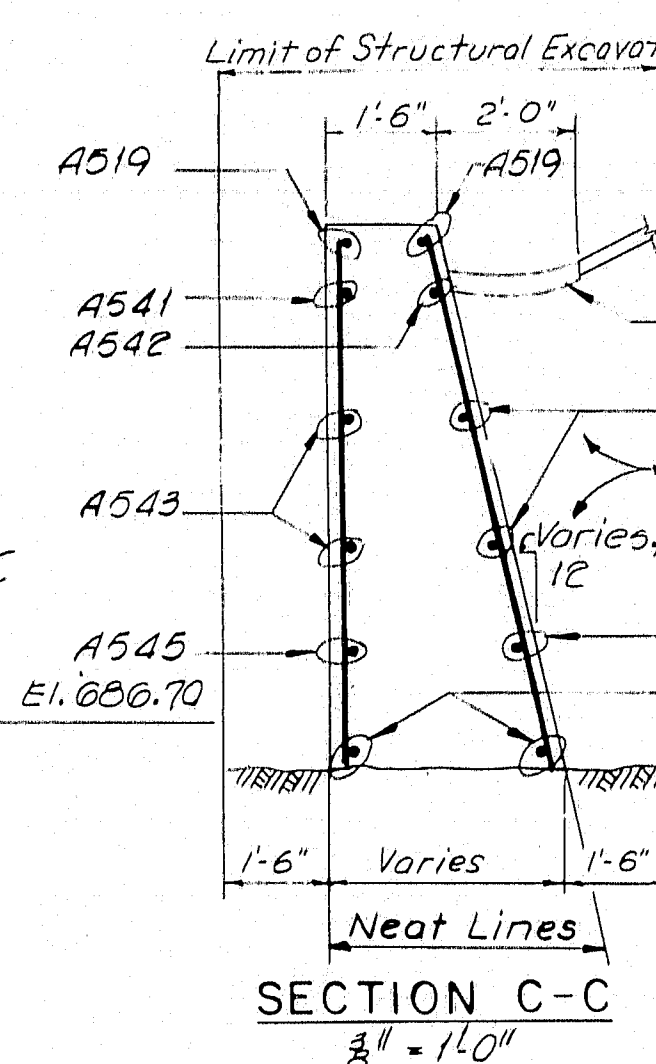 Limit of Structural Excavat
1'-6" 2'-0"
A519 A519
A541
A542
A543
Varies,
12
A545
El. 686.70
1'-6" Varies 1'-6"
Neat Lines
SECTION C-C
3/8" = 1'-0"